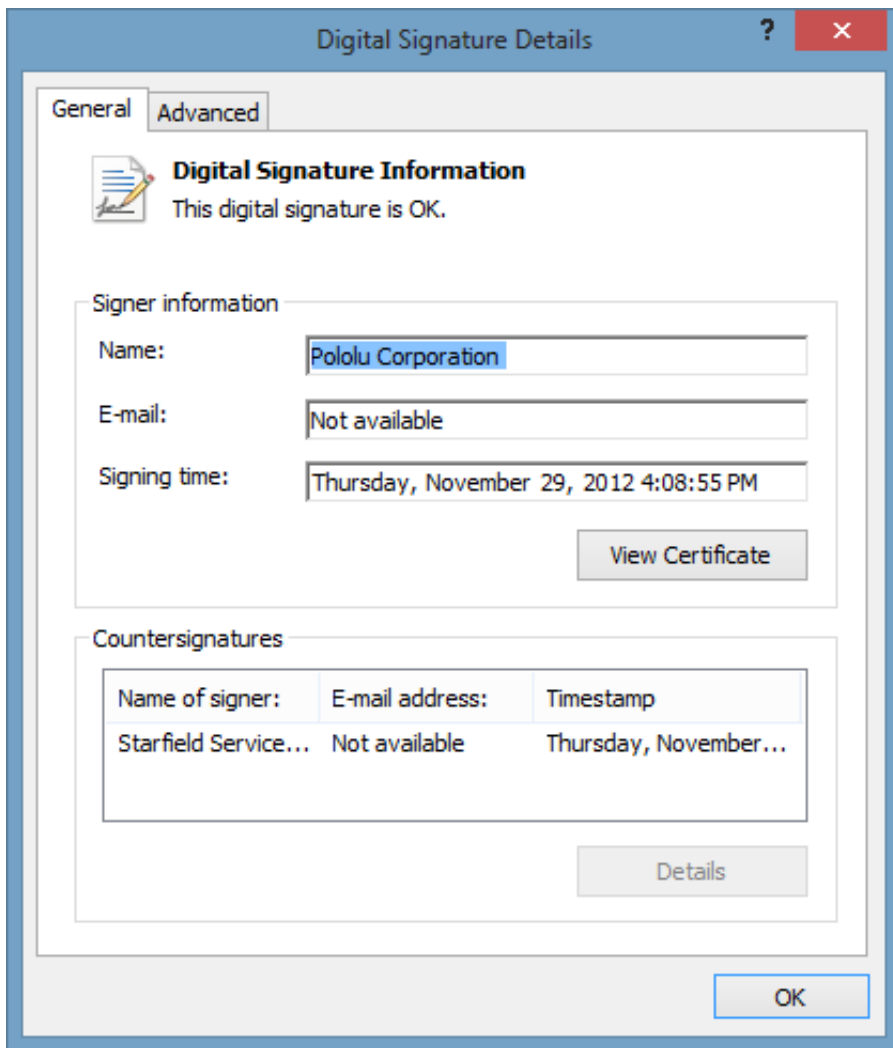 Digital Signature Details ?
General Advanced
Digital Signature Information
This digital signature is OK.
Signer information
Name: Pololu Corporation
E-mail: Not available
Signing time: Thursday, November 29, 2012 4:08:55 PM
View Certificate
Countersignatures
Name of signer: E-mail address: Timestamp
Starfield Service... Not available Thursday, November...
Details
OK